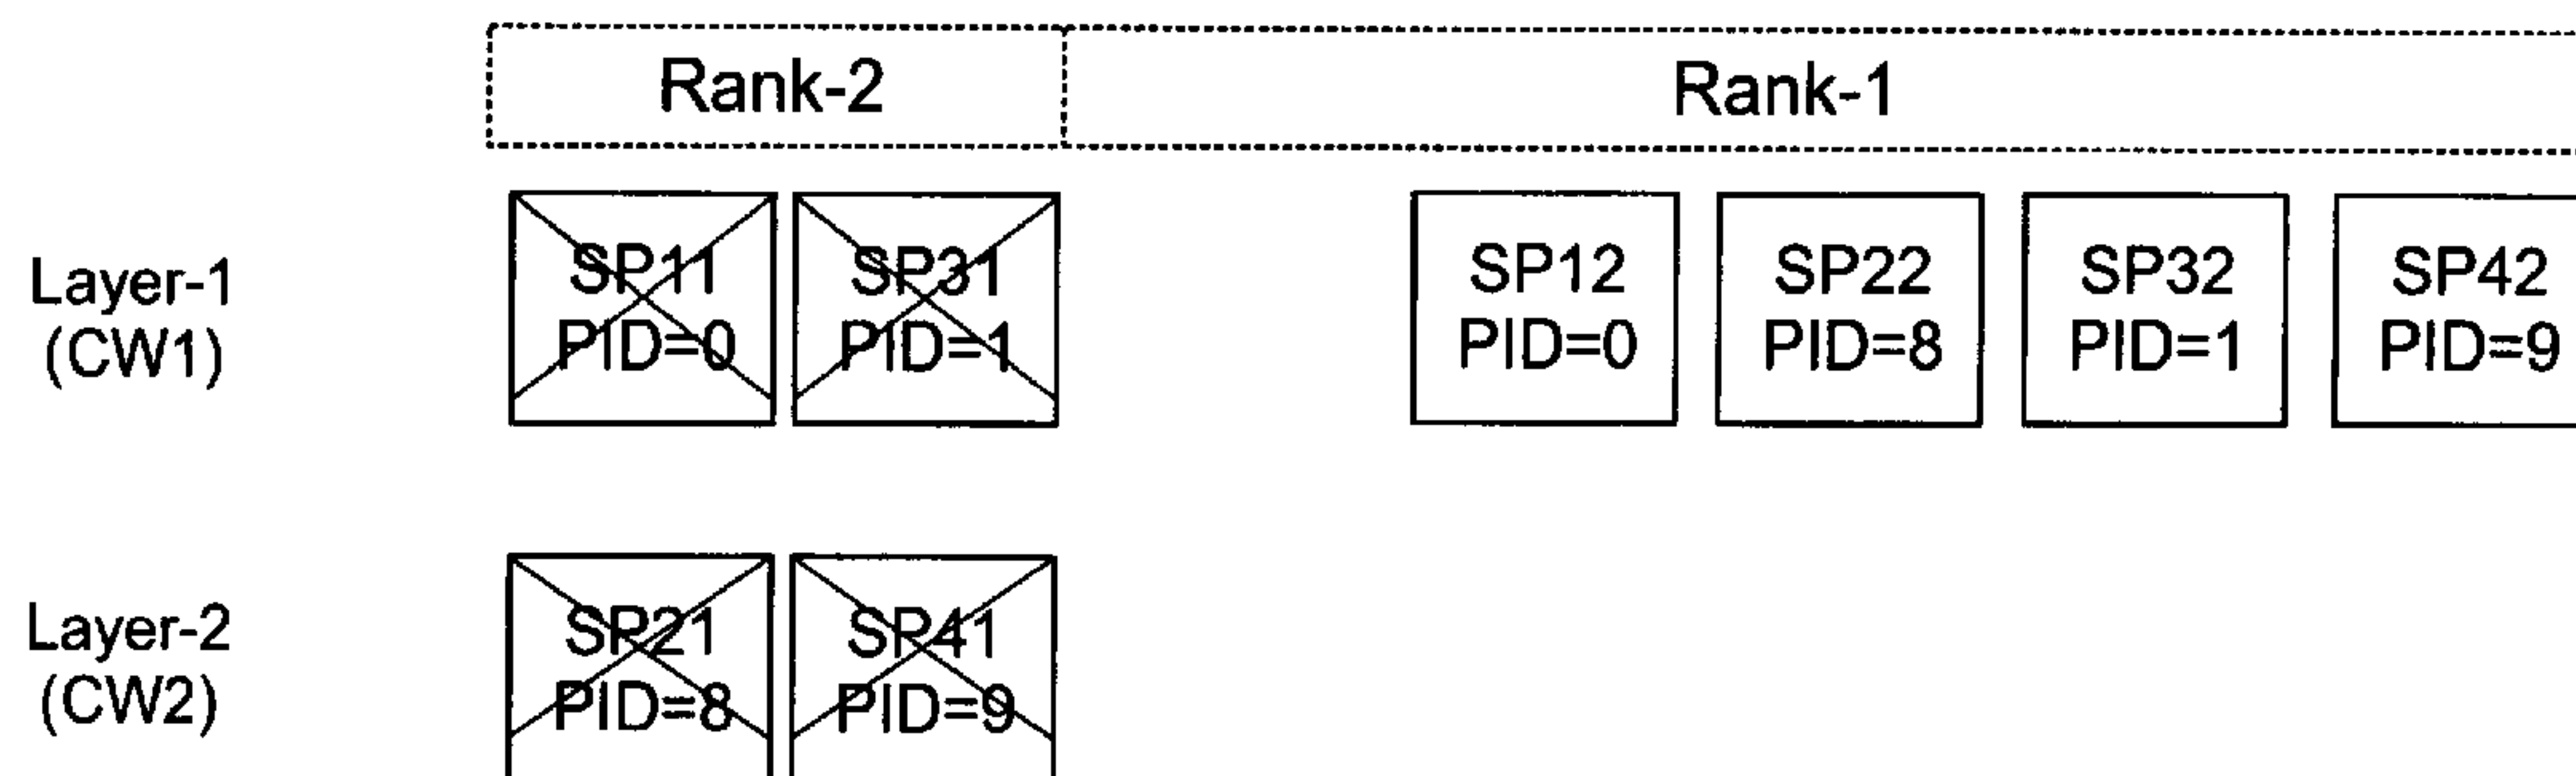 Rank-2 Rank-1
Layer-1
(CW1)
SP11
PID=0
SP31
PID=1
SP12
PID=0
SP22
PID=8
SP32
PID=1
SP42
PID=9
Layer-2
(CW2)
SP21
PID=8
SP41
PID=9